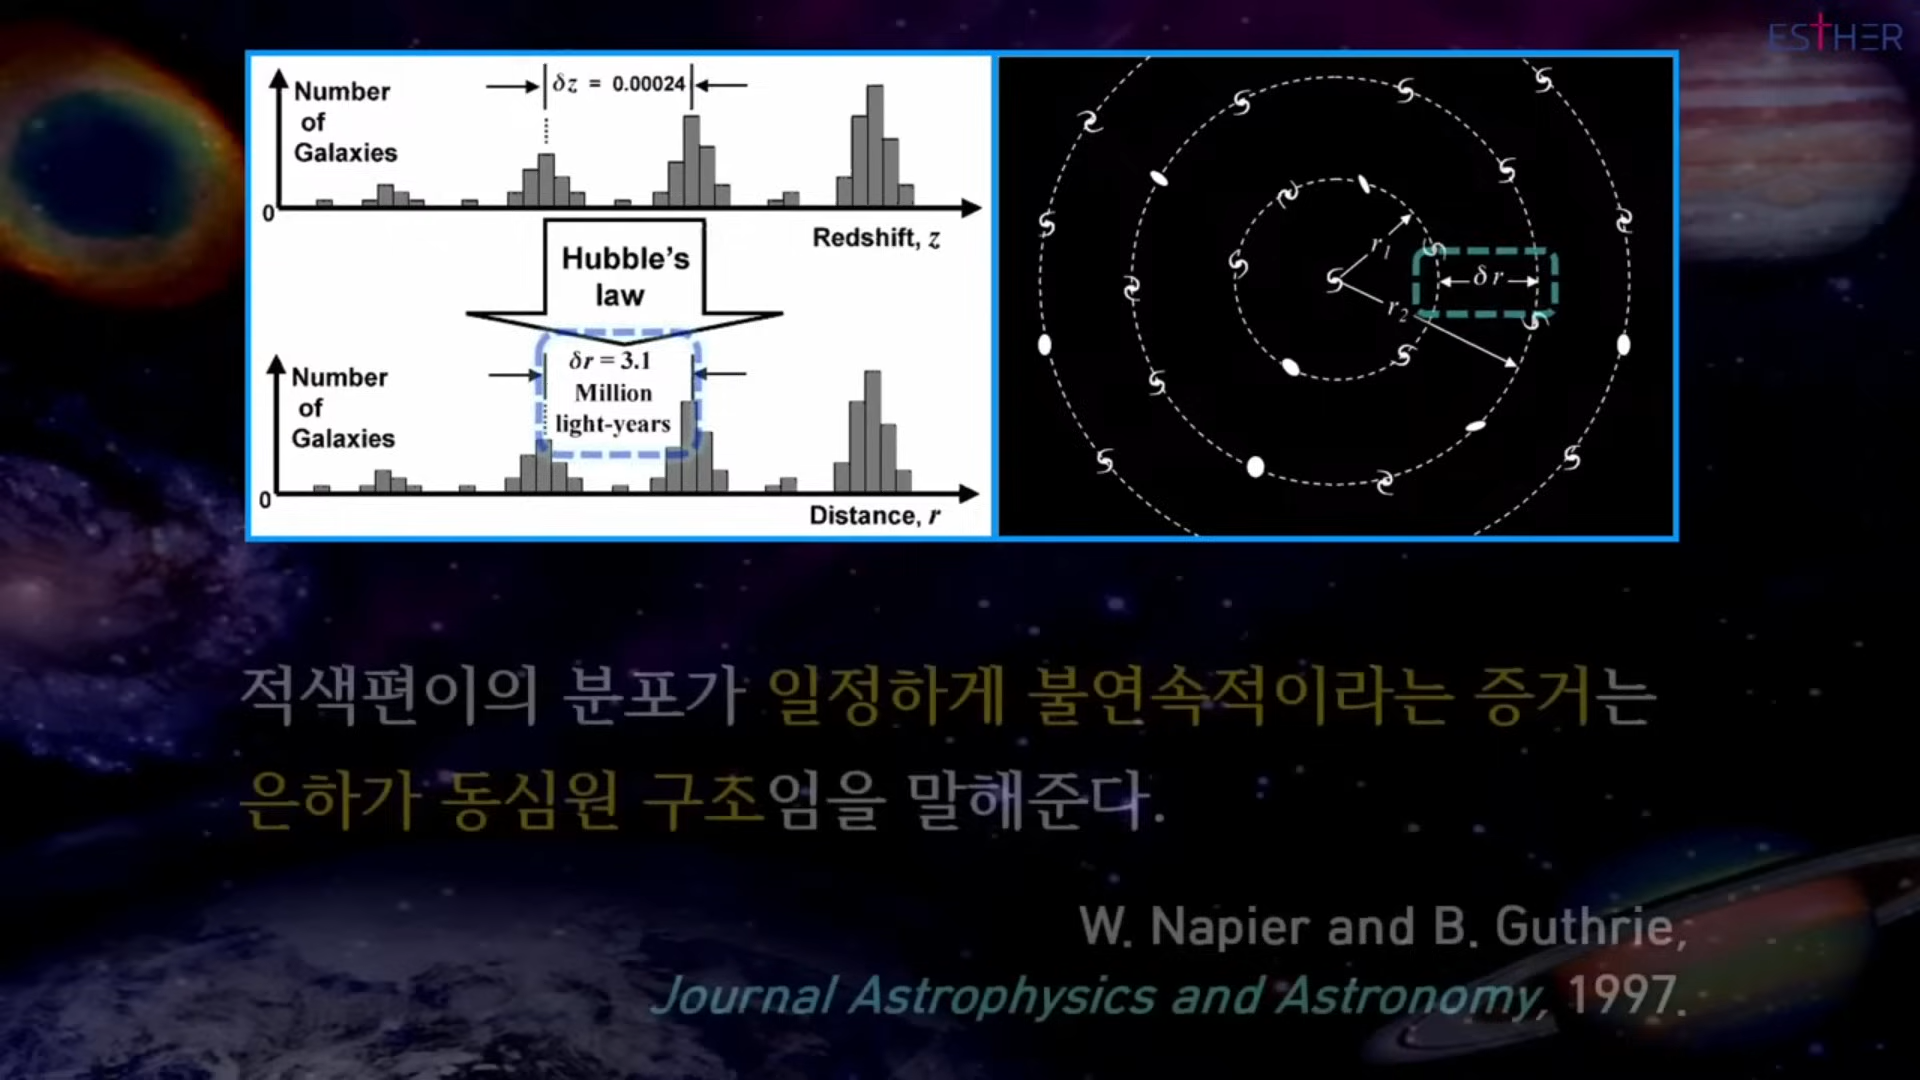 ESTHER
Number
of
Galaxies
δz = 0.00024
0
Redshift, z
Hubble's
law
δr = 3.1
Million
light-years
Number
of
Galaxies
0
Distance, r
r1
δ r
r2
적색편이의 분포가 일정하게 불연속적이라는 증거는
은하가 동심원 구조임을 말해준다.
W. Napier and B. Guthrie,
Journal Astrophysics and Astronomy, 1997.